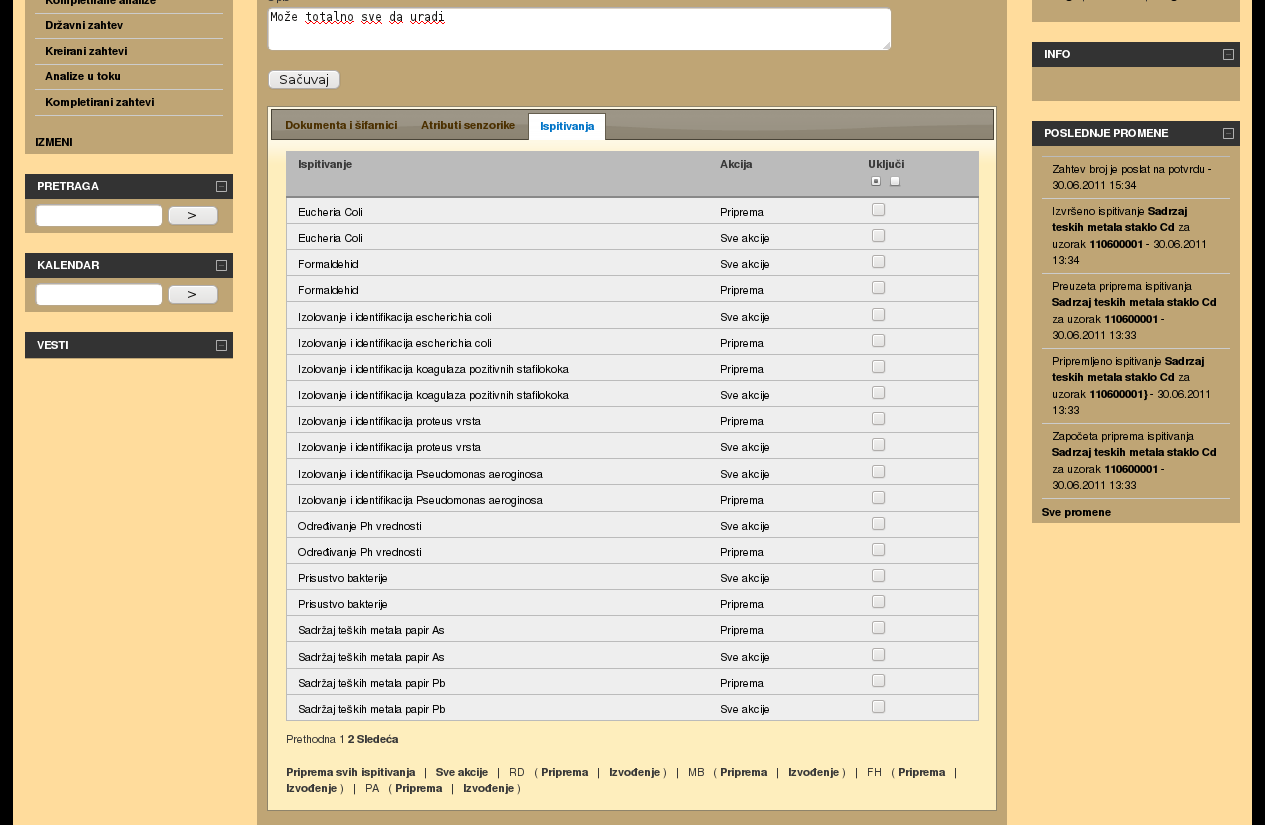 Kompletirane analize
Državni zahtev
Kreirani zahtevi
Analize u toku
Kompletirani zahtevi
IZMENI
PRETRAGA
>
KALENDAR
>
VESTI
Može totalno sve da uradi
Sačuvaj
Dokumenta i šifarnici Atributi senzorike Ispitivanja
Ispitivanje Akcija Uključi
Eucheria Coli Priprema
Eucheria Coli Sve akcije
Formaldehid Sve akcije
Formaldehid Priprema
Izolovanje i identifikacija escherichia coli Sve akcije
Izolovanje i identifikacija escherichia coli Priprema
Izolovanje i identifikacija koagulaza pozitivnih stafilokoka Priprema
Izolovanje i identifikacija koagulaza pozitivnih stafilokoka Sve akcije
Izolovanje i identifikacija proteus vrsta Priprema
Izolovanje i identifikacija proteus vrsta Sve akcije
Izolovanje i identifikacija Pseudomonas aeroginosa Sve akcije
Izolovanje i identifikacija Pseudomonas aeroginosa Priprema
Određivanje Ph vrednosti Sve akcije
Određivanje Ph vrednosti Priprema
Prisustvo bakterije Sve akcije
Prisustvo bakterije Priprema
Sadržaj teških metala papir As Priprema
Sadržaj teških metala papir As Sve akcije
Sadržaj teških metala papir Pb Priprema
Sadržaj teških metala papir Pb Sve akcije
Prethodna 1 2 Sledeća
Priprema svih ispitivanja | Sve akcije | RD ( Priprema | Izvođenje ) | MB ( Priprema | Izvođenje ) | FH ( Priprema |
Izvođenje ) | PA ( Priprema | Izvođenje )
INFO
POSLEDNJE PROMENE
Zahtev broj je poslat na potvrdu -
30.06.2011 15:34
Izvršeno ispitivanje Sadrzaj
teskih metala staklo Cd za
uzorak 110600001 - 30.06.2011
13:34
Preuzeta priprema ispitivanja
Sadrzaj teskih metala staklo Cd
za uzorak 110600001 -
30.06.2011 13:33
Pripremljeno ispitivanje Sadrzaj
teskih metala staklo Cd za
uzorak 110600001} - 30.06.2011
13:33
Započeta priprema ispitivanja
Sadrzaj teskih metala staklo Cd
za uzorak 110600001 -
30.06.2011 13:33
Sve promene